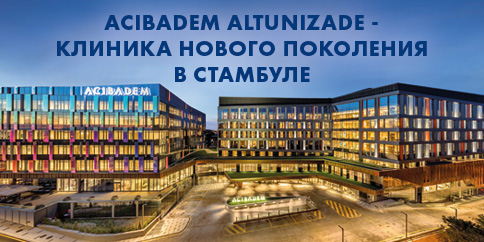 ACIBADEM ALTUNIZADE -
КЛИНИКА НОВОГО ПОКОЛЕНИЯ
В СТАМБУЛЕ
ACIBADEM
ACIBADEM